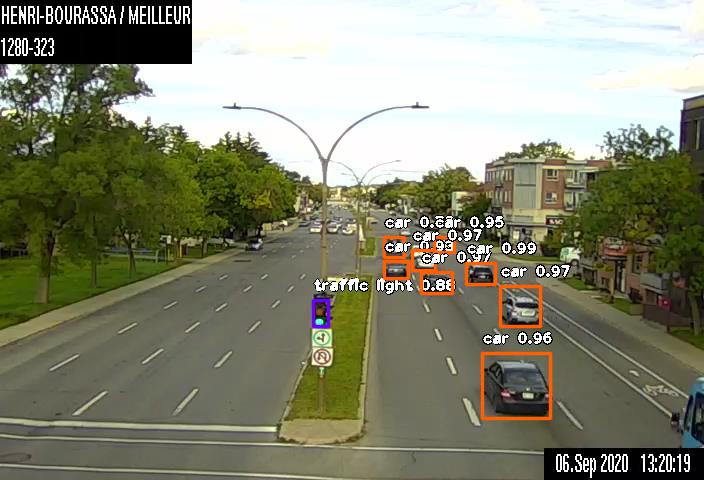 HENRI-BOURASSA / MEILLEUR
1280-323
car 0.95
car 0.97
car 0.99
car 0.97
car 0.97
traffic light 0.88
car 0.96
06.Sep 2020 13:20:19